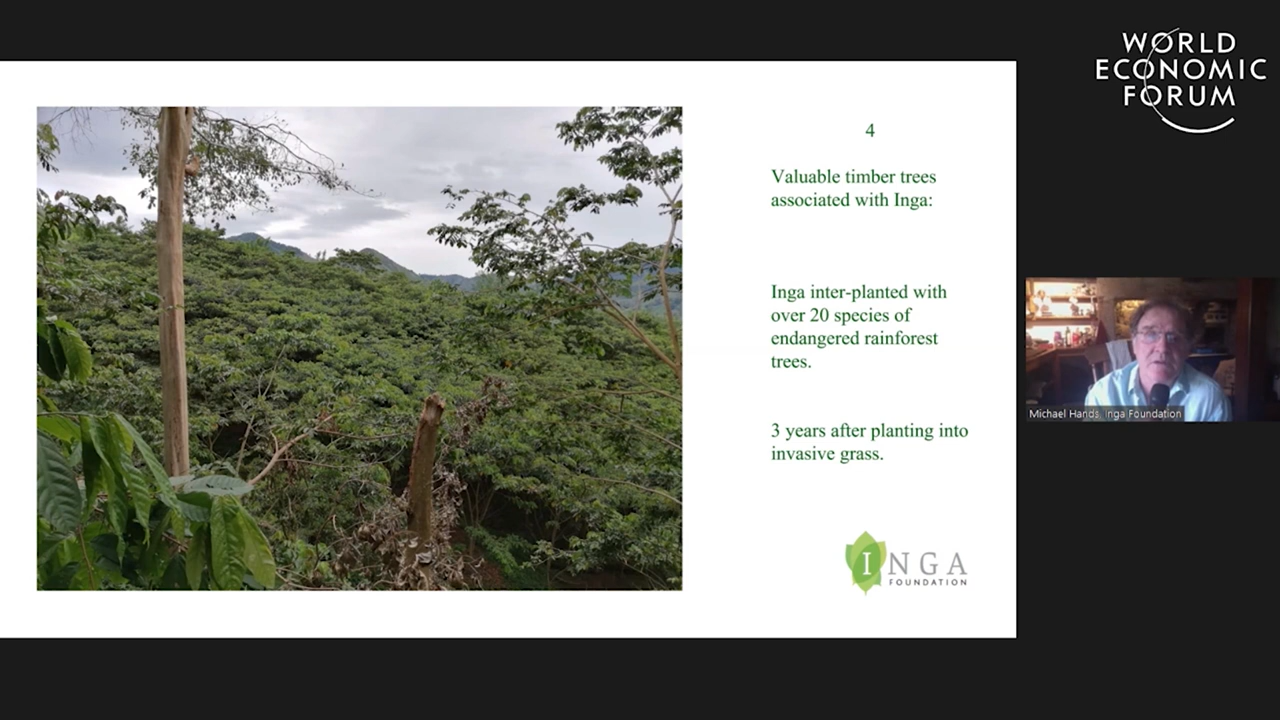 WORLD
ECONOMIC
FORUM
4
Valuable timber trees
associated with Inga:
Inga inter-planted with
over 20 species of
endangered rainforest
trees.
3 years after planting into
invasive grass.
INGA
FOUNDATION
Michael Hands, Inga Foundation